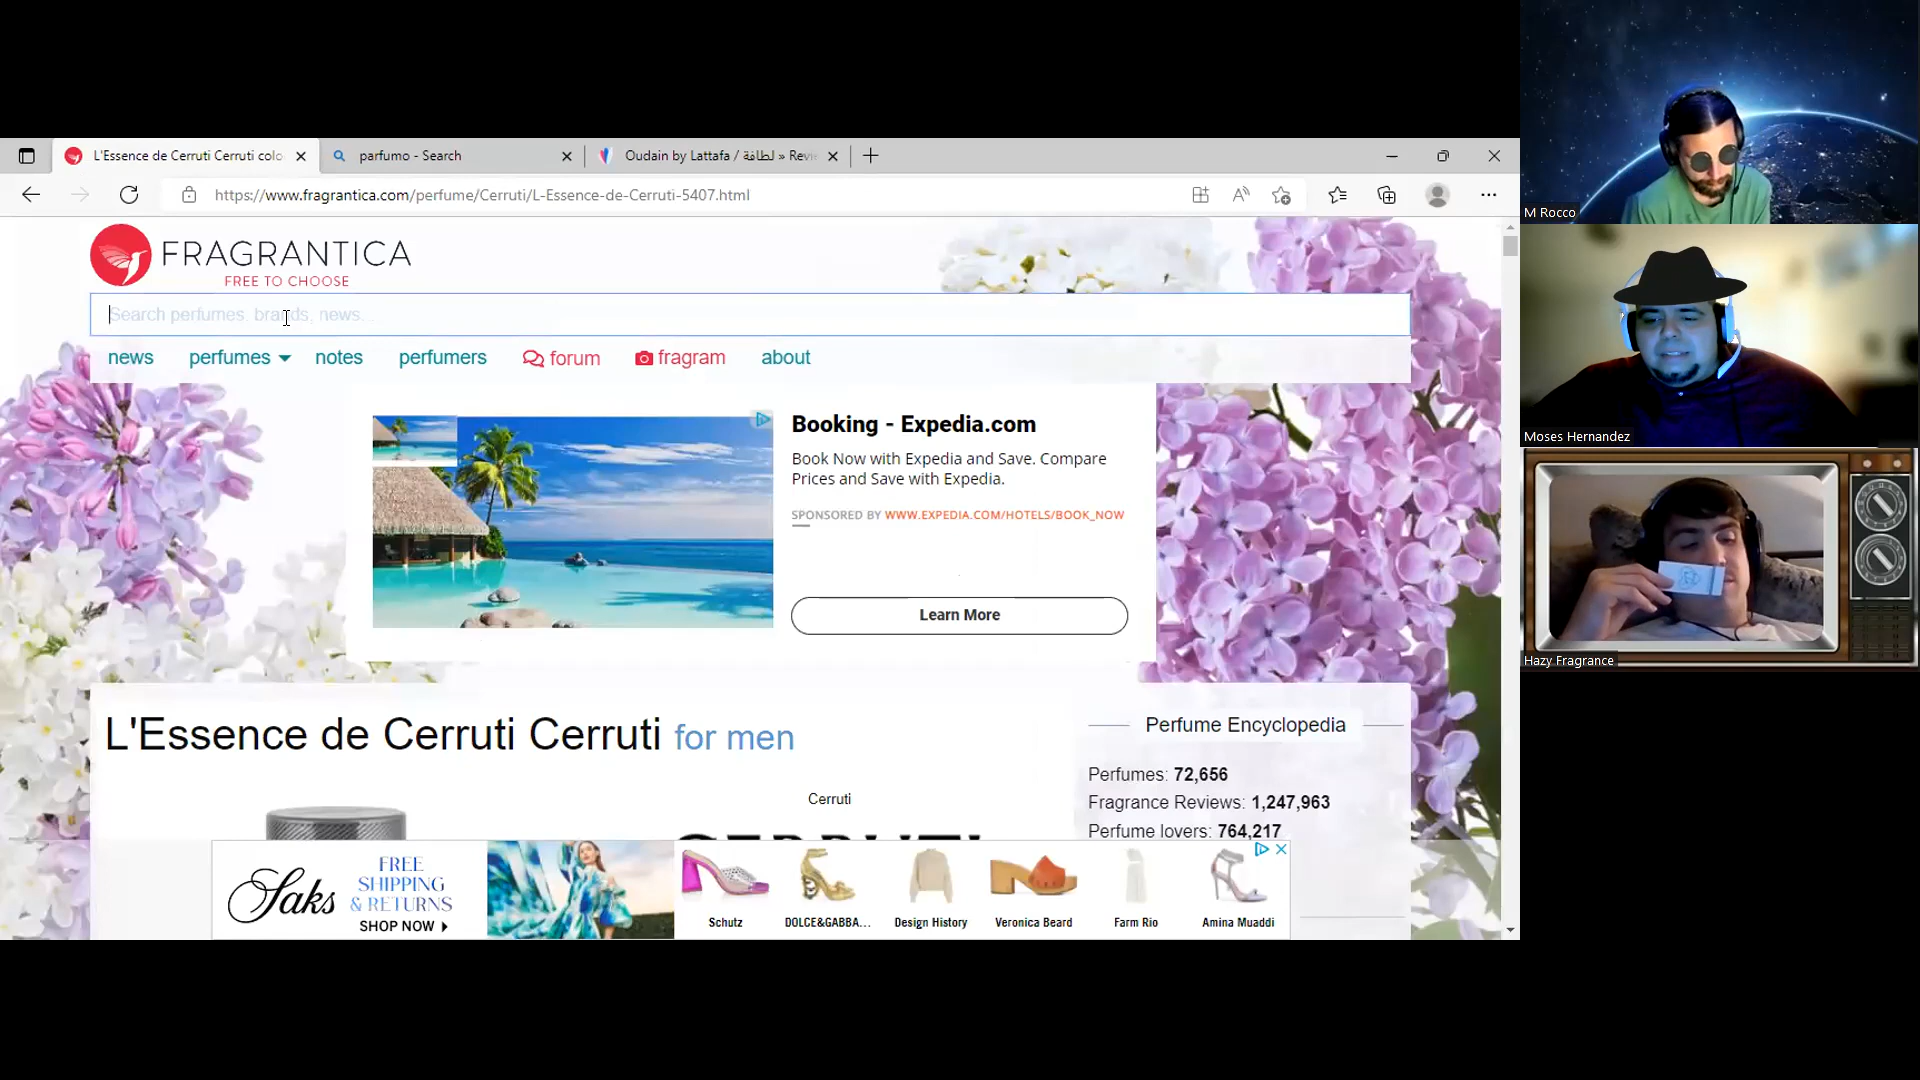 L'Essence de Cerruti Cerruti colo
parfumo - Search
Oudain by Lattafa / لطافة » Revi
https://www.fragrantica.com/perfume/Cerruti/L-Essence-de-Cerruti-5407.html
FRAGRANTICA
FREE TO CHOOSE
Search perfumes, brands, news...
news
perfumes
notes
perfumers
forum
fragram
about
Booking - Expedia.com
Book Now with Expedia and Save. Compare
Prices and Save with Expedia.
SPONSORED BY WWW.EXPEDIA.COM/HOTELS/BOOK_NOW
Learn More
L'Essence de Cerruti Cerruti for men
Cerruti
Perfume Encyclopedia
Perfumes: 72,656
Fragrance Reviews: 1,247,963
Perfume lovers: 764,217
Saks
FREE
SHIPPING
& RETURNS
SHOP NOW
Schutz
DOLCE&GABBA...
Design History
Veronica Beard
Farm Rio
Amina Muaddi
M Rocco
Moses Hernandez
Hazy Fragrance